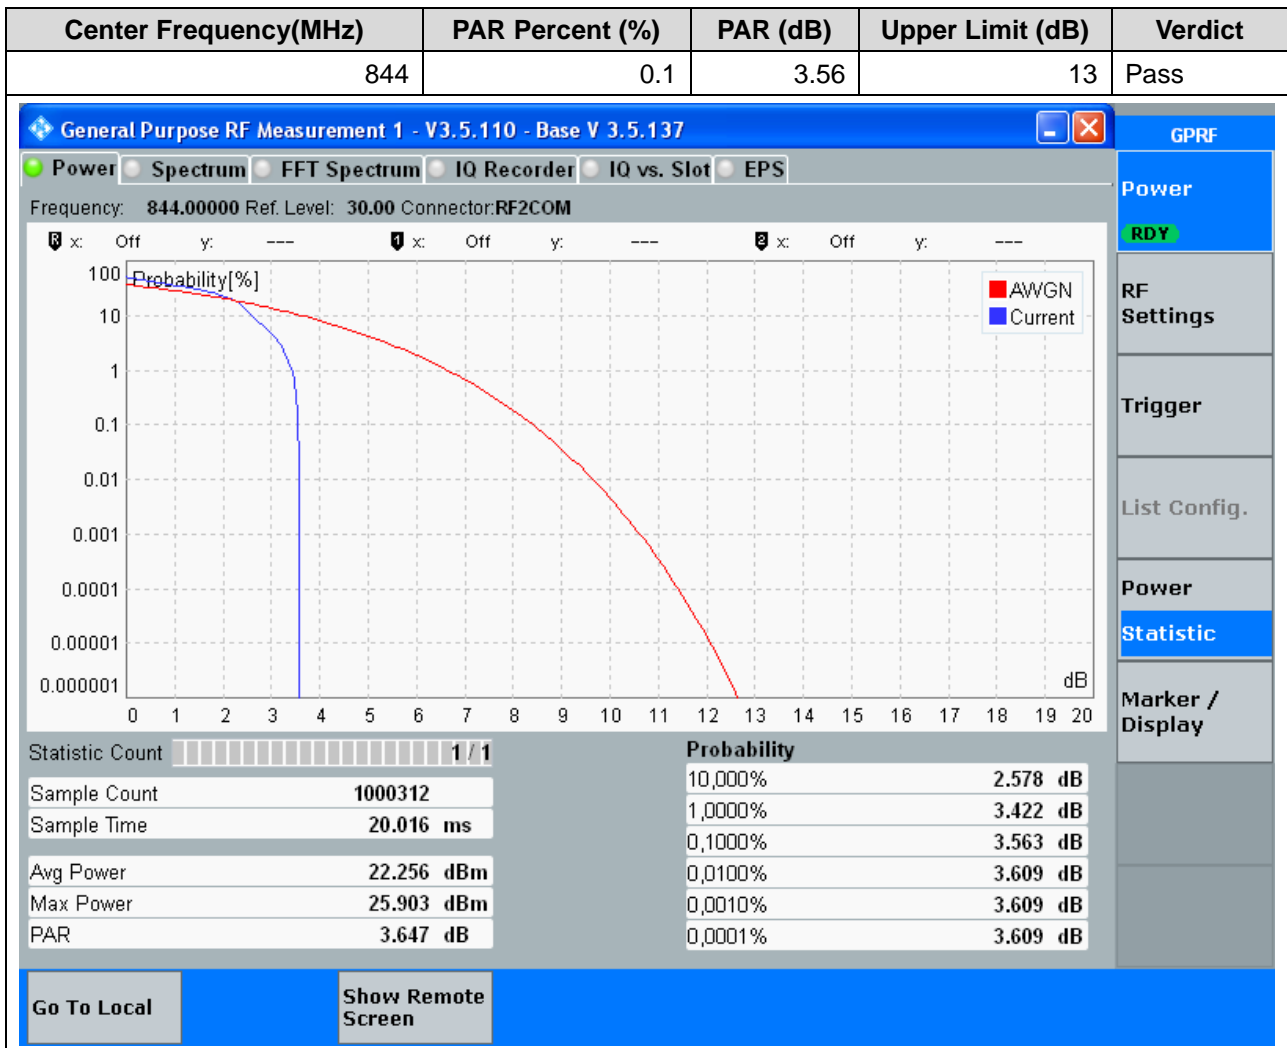 Center Frequency(MHz) PAR Percent (%) PAR (dB) Upper Limit (dB) Verdict
844 0.1 3.56 13 Pass
General Purpose RF Measurement 1 - V3.5.110 - Base V 3.5.137
GPRF
Power Spectrum FFT Spectrum IQ Recorder IQ vs. Slot EPS
Frequency: 844.00000 Ref. Level: 30.00 Connector:RF2COM
R x: Off y: --- 1 x: Off y: --- 2 x: Off y: ---
Probability[%]
AWGN
Current
100
10
1
0.1
0.01
0.001
0.0001
0.00001
0.000001
dB
0 1 2 3 4 5 6 7 8 9 10 11 12 13 14 15 16 17 18 19 20
Statistic Count 1 / 1
Sample Count 1000312
Sample Time 20.016 ms
Avg Power 22.256 dBm
Max Power 25.903 dBm
PAR 3.647 dB
Probability
10,000% 2.578 dB
1,0000% 3.422 dB
0,1000% 3.563 dB
0,0100% 3.609 dB
0,0010% 3.609 dB
0,0001% 3.609 dB
Power
RDY
RF
Settings
Trigger
List Config.
Power
Statistic
Marker /
Display
Go To Local
Show Remote
Screen